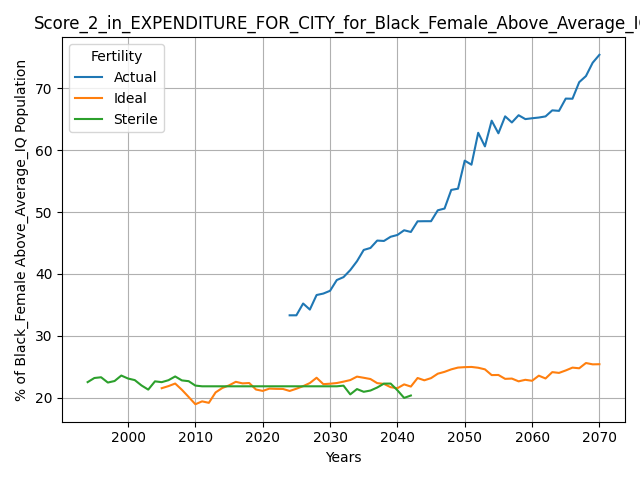 Score_2_in_EXPENDITURE_FOR_CITY_for_Black_Female_Above_Average_I
Fertility
Actual
Ideal
Sterile
% of Black_Female Above_Average_IQ Population
70
60
50
40
30
20
2000 2010 2020 2030 2040 2050 2060 2070
Years